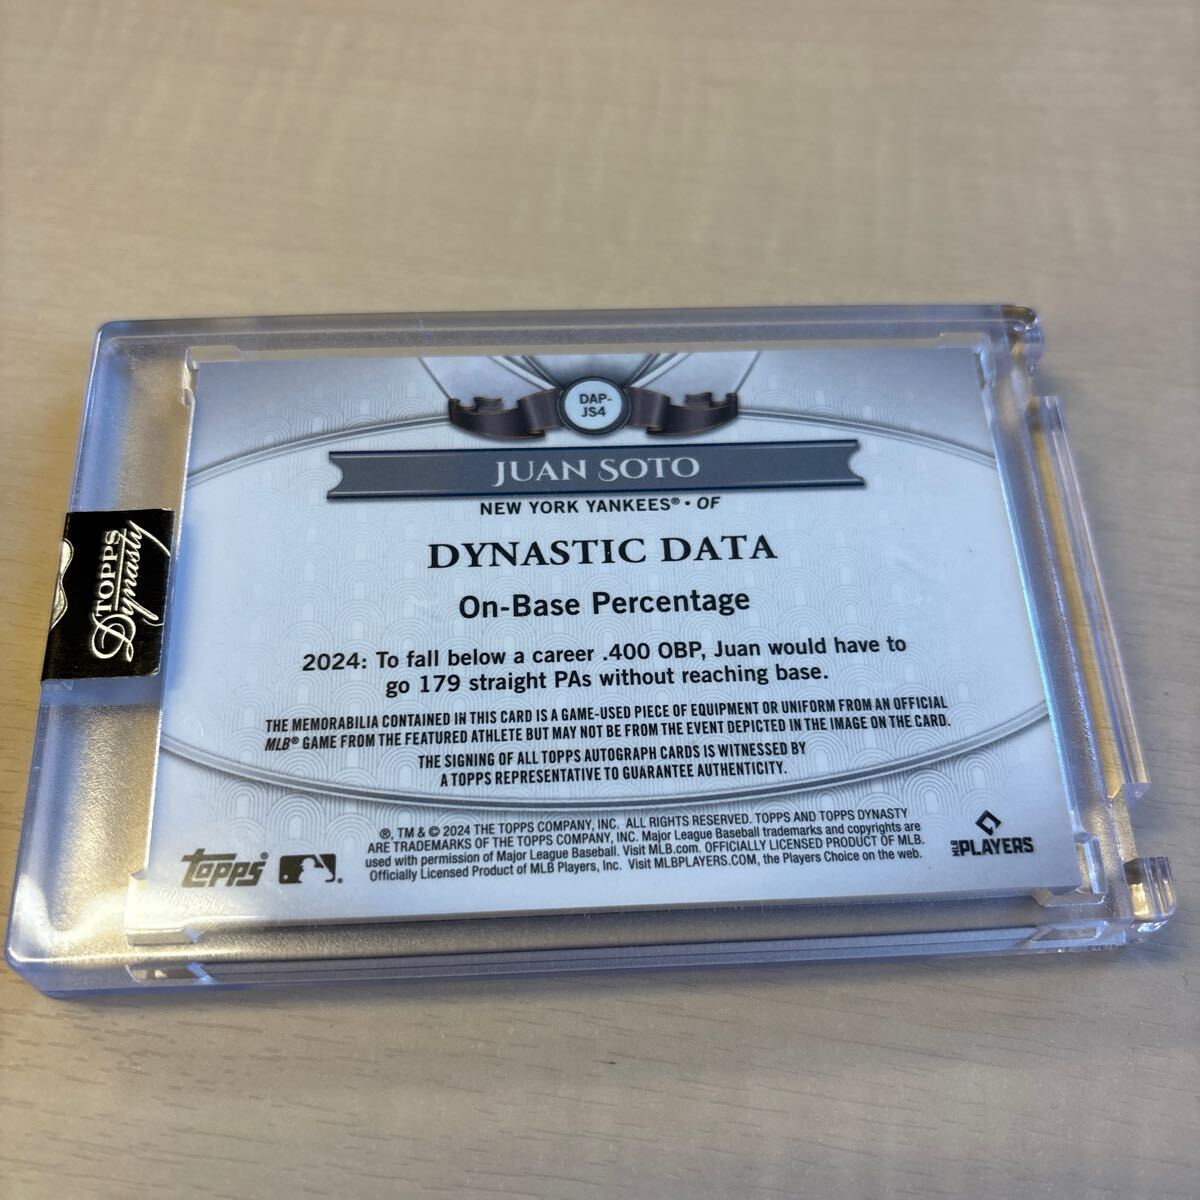 DAP-
JS4
JUAN SOTO
NEW YORK YANKEES® • OF
DYNASTIC DATA
On-Base Percentage
2024: To fall below a career .400 OBP, Juan would have to
go 179 straight PAs without reaching base.
THE MEMORABILIA CONTAINED IN THIS CARD IS A GAME-USED PIECE OF EQUIPMENT OR UNIFORM FROM AN OFFICIAL
MLB® GAME FROM THE FEATURED ATHLETE BUT MAY NOT BE FROM THE EVENT DEPICTED IN THE IMAGE ON THE CARD.
THE SIGNING OF ALL TOPPS AUTOGRAPH CARDS IS WITNESSED BY
A TOPPS REPRESENTATIVE TO GUARANTEE AUTHENTICITY.
®, TM & © 2024 THE TOPPS COMPANY, INC. ALL RIGHTS RESERVED. TOPPS AND TOPPS DYNASTY
ARE TRADEMARKS OF THE TOPPS COMPANY, INC. Major League Baseball trademarks and copyrights are
used with permission of Major League Baseball. Visit MLB.com. OFFICIALLY LICENSED PRODUCT OF MLB.
Officially Licensed Product of MLB Players, Inc. Visit MLBPLAYERS.COM, the Players Choice on the web.
topps®
MLB PLAYERS
TOPPS
Dynasty